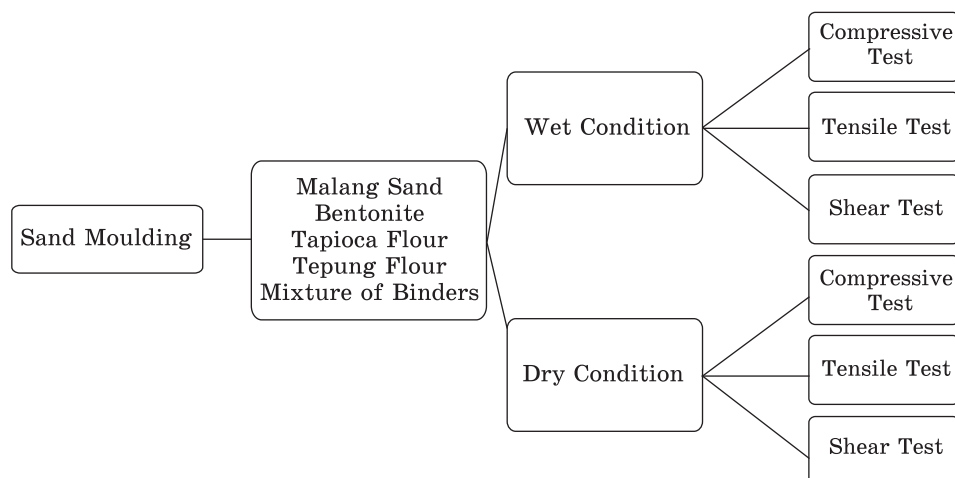 Sand Moulding
Malang Sand
Bentonite
Tapioca Flour
Tepung Flour
Mixture of Binders
Wet Condition
Compressive
Test
Tensile Test
Shear Test
Dry Condition
Compressive
Test
Tensile Test
Shear Test